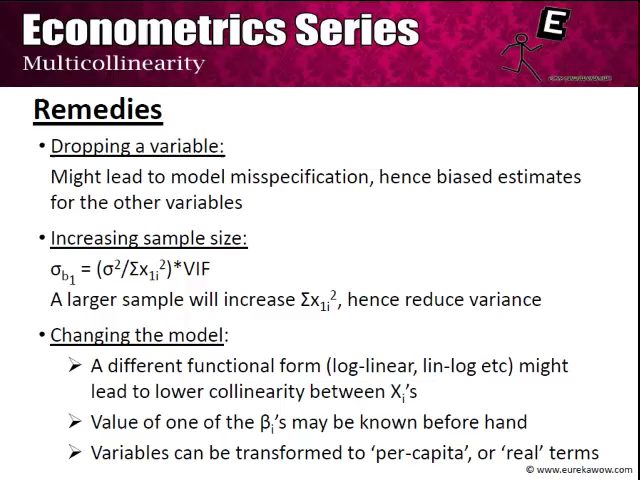 Econometrics Series
Multicollinearity
E
Remedies
• Dropping a variable:
Might lead to model misspecification, hence biased estimates
for the other variables
• Increasing sample size:
σb₁ = (σ²/Σx₁ᵢ²)*VIF
A larger sample will increase Σx₁ᵢ², hence reduce variance
• Changing the model:
➢ A different functional form (log-linear, lin-log etc) might
lead to lower collinearity between Xᵢ's
➢ Value of one of the βᵢ's may be known before hand
➢ Variables can be transformed to 'per-capita', or 'real' terms
© www.eurekawow.com